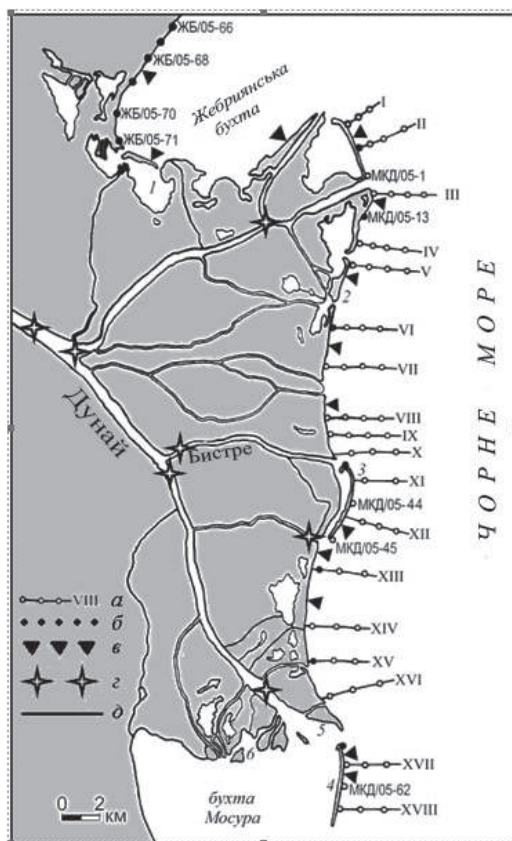 ЖБ/05-66
ЖБ/05-68
ЖБ/05-70
ЖБ/05-71
Жебриянська
бухта
I
II
МКД/05-1
III
МКД/05-13
IV
V
1
2
VI
VII
VIII
IX
X
Дунай
Бистре
3
XI
МКД/05-44
XII
МКД/05-45
XIII
XIV
XV
XVI
5
6
XVII
4
МКД/05-62
XVIII
ЧОРНЕ МОРЕ
VIII а
б
в
г
д
0 2
км
бухта
Мосура